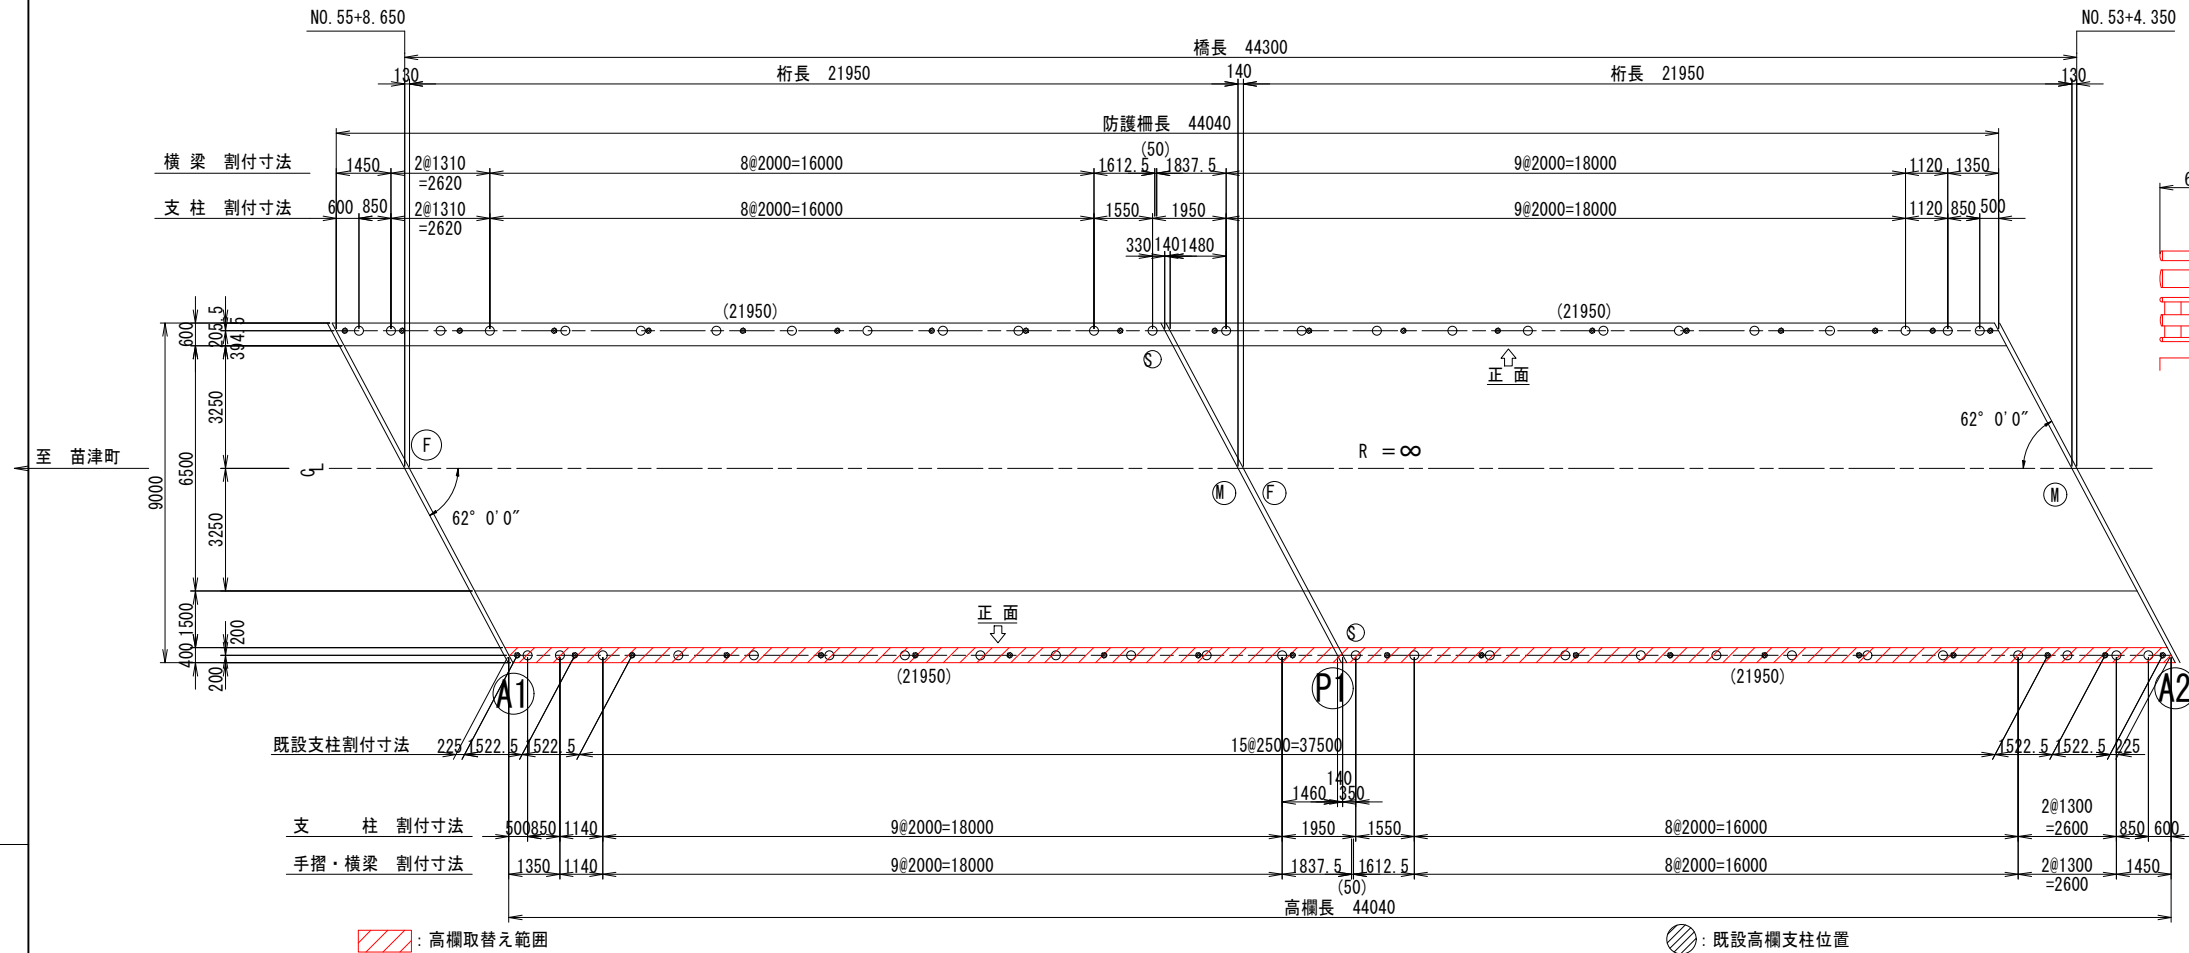 NO.55+8.650
NO.53+4.350
橋長 44300
130
桁長 21950
140
桁長 21950
130
防護柵長 44040
(50)
横 梁 割付寸法
1450
2@1310
=2620
8@2000=16000
1612.5
1837.5
9@2000=18000
1120
1350
支 柱 割付寸法
600
850
2@1310
=2620
8@2000=16000
1550
1950
9@2000=18000
1120
850
500
330
140
1480
600
205.5
394.5
(21950)
(21950)
S
正 面
3250
F
62° 0'0"
R =∞
至 苗津町
CL
6500
9000
M
F
M
62° 0'0"
3250
1500
200
400
200
正 面
S
(21950)
(21950)
A1
P1
A2
既設支柱割付寸法
225
1522.5
1522.5
15@2500=37500
1522.5
1522.5
225
140
1460
350
支 柱 割付寸法
500
850
1140
9@2000=18000
1950
1550
8@2000=16000
2@1300
=2600
850
600
手摺・横梁 割付寸法
1350
1140
9@2000=18000
1837.5
1612.5
8@2000=16000
2@1300
=2600
1450
(50)
高欄長 44040
: 高欄取替え範囲
: 既設高欄支柱位置